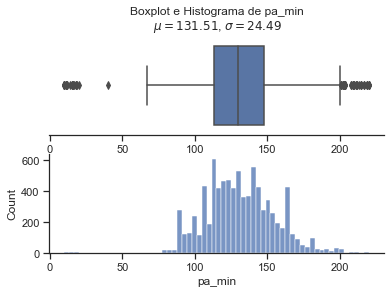 Boxplot e Histograma de pa_min
μ = 131.51, σ = 24.49
0 50 100 150 200
600
400
200
0
Count
0 50 100 150 200
pa_min